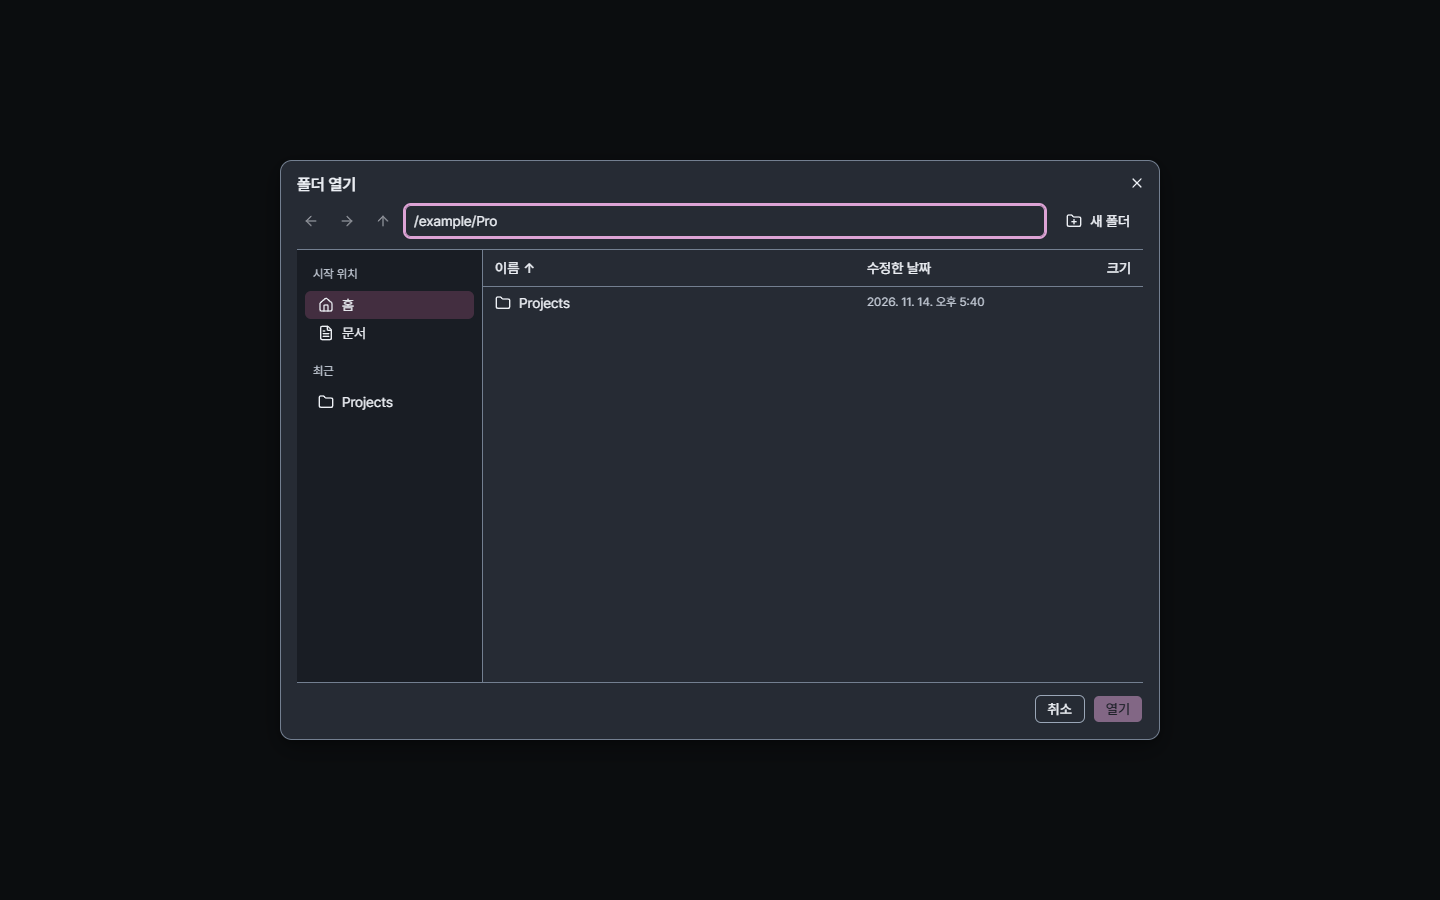 폴더 열기
/example/Pro
새 폴더
시작 위치
홈
문서
최근
Projects
이름 수정한 날짜 크기
Projects 2026. 11. 14. 오후 5:40
취소 열기